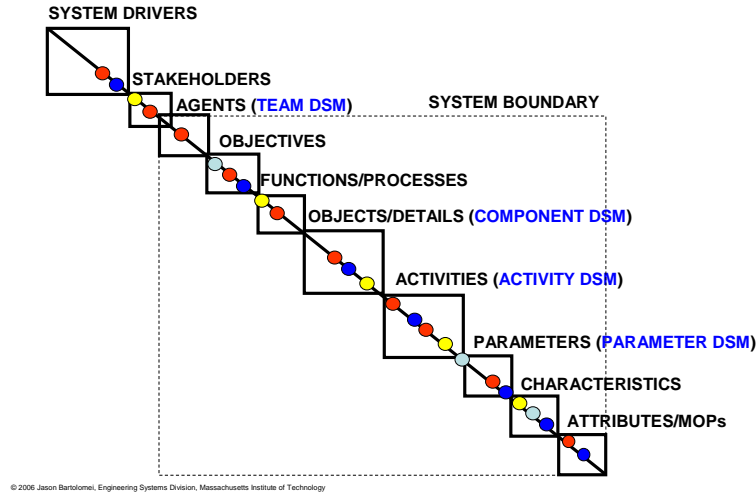 SYSTEM DRIVERS
STAKEHOLDERS
AGENTS (TEAM DSM)
SYSTEM BOUNDARY
OBJECTIVES
FUNCTIONS/PROCESSES
OBJECTS/DETAILS (COMPONENT DSM)
ACTIVITIES (ACTIVITY DSM)
PARAMETERS (PARAMETER DSM)
CHARACTERISTICS
ATTRIBUTES/MOPs
© 2006 Jason Bartolomei, Engineering Systems Division, Massachusetts Institute of Technology